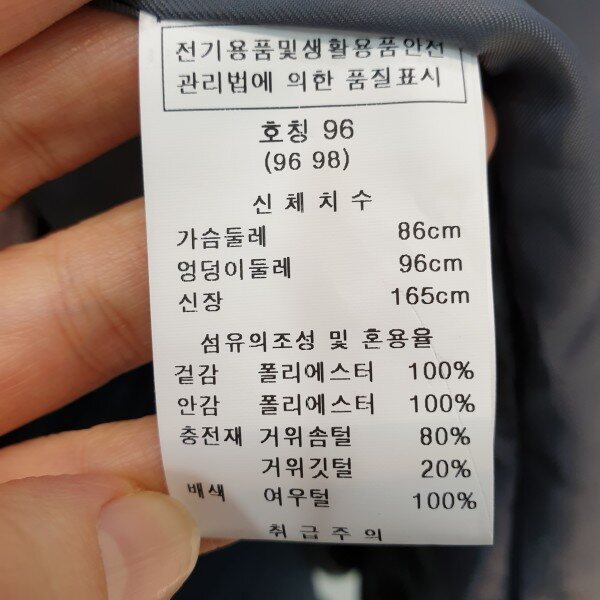 전기용품및생활용품안전
관리법에 의한 품질표시
호칭 96
(96 98)
신체치수
가슴둘레 86cm
엉덩이둘레 96cm
신장 165cm
섬유의조성 및 혼용율
겉감 폴리에스터 100%
안감 폴리에스터 100%
충전재 거위솜털 80%
거위깃털 20%
배색 여우털 100%
취급주의